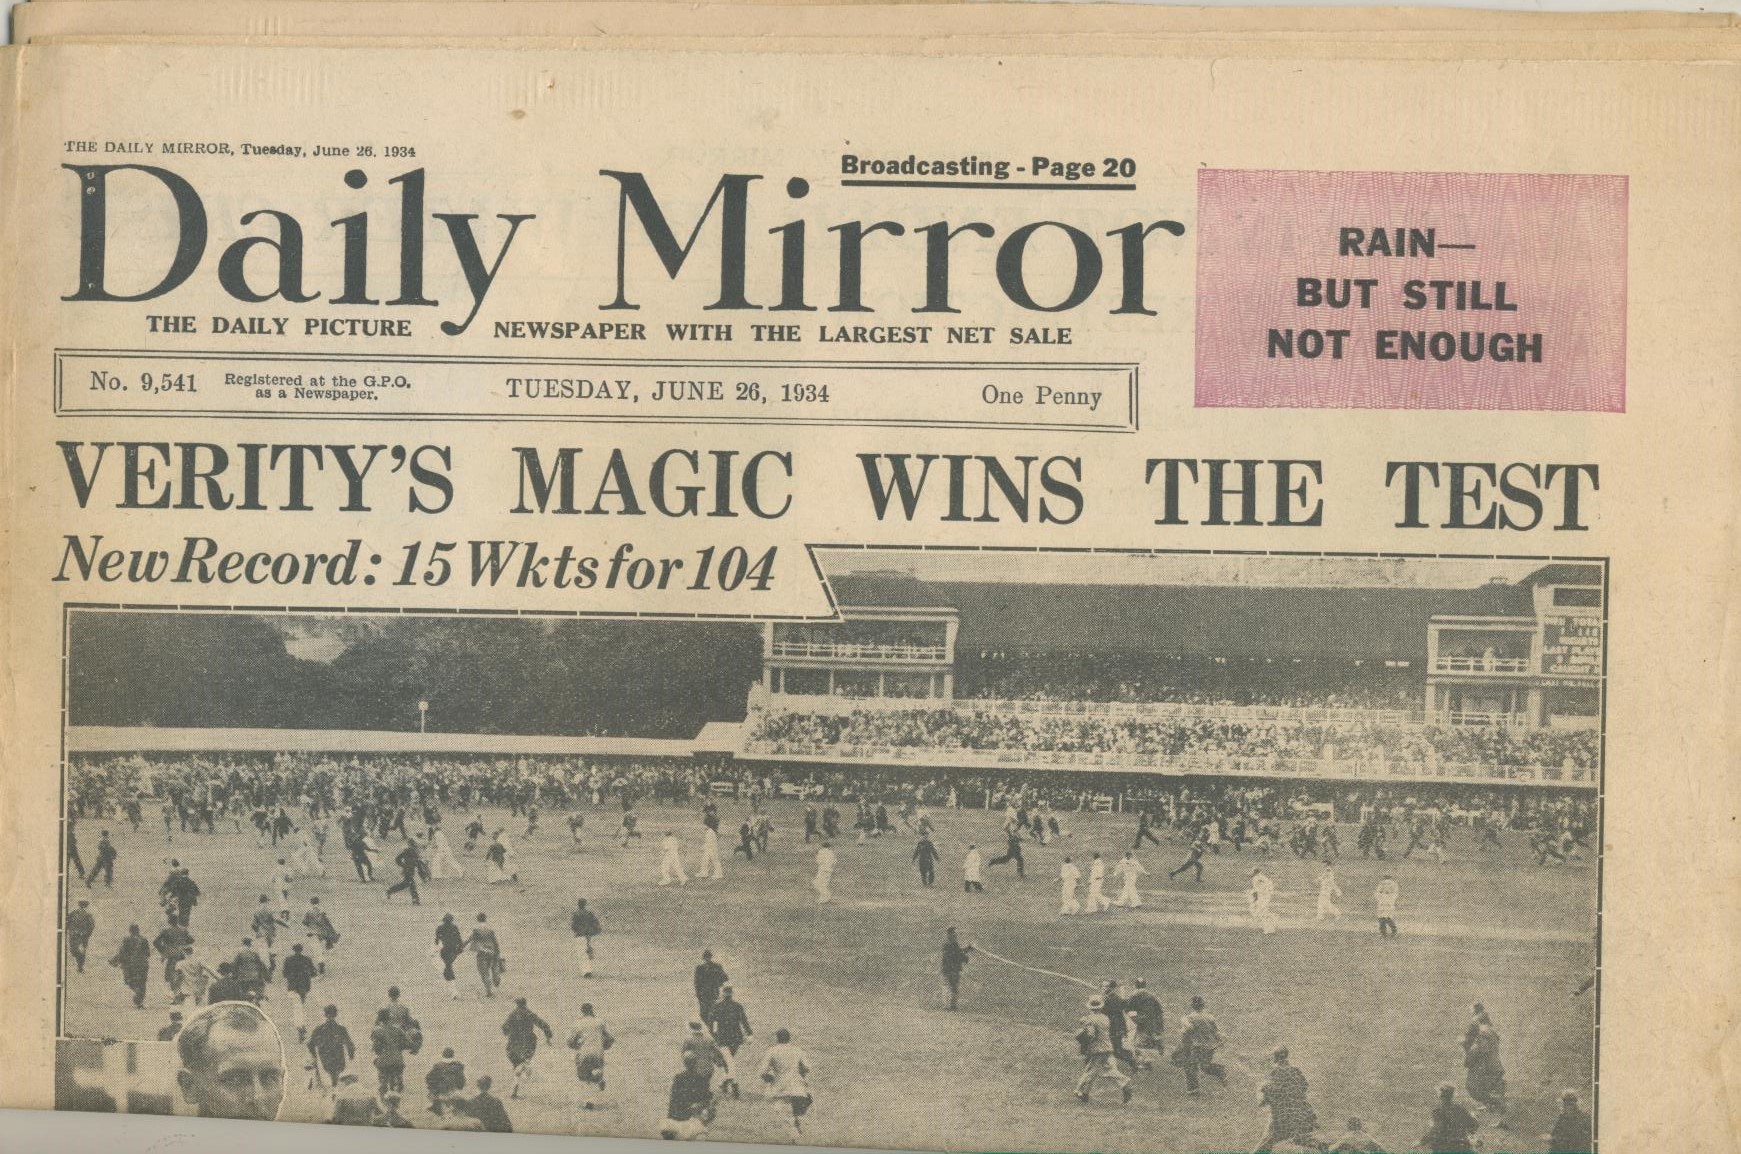 THE DAILY MIRROR, Tuesday, June 26, 1934
Broadcasting - Page 20
Daily Mirror
THE DAILY PICTURE NEWSPAPER WITH THE LARGEST NET SALE
RAIN—
BUT STILL
NOT ENOUGH
No. 9,541 Registered at the G.P.O. as a Newspaper. TUESDAY, JUNE 26, 1934 One Penny
VERITY'S MAGIC WINS THE TEST
New Record: 15 Wkts for 104